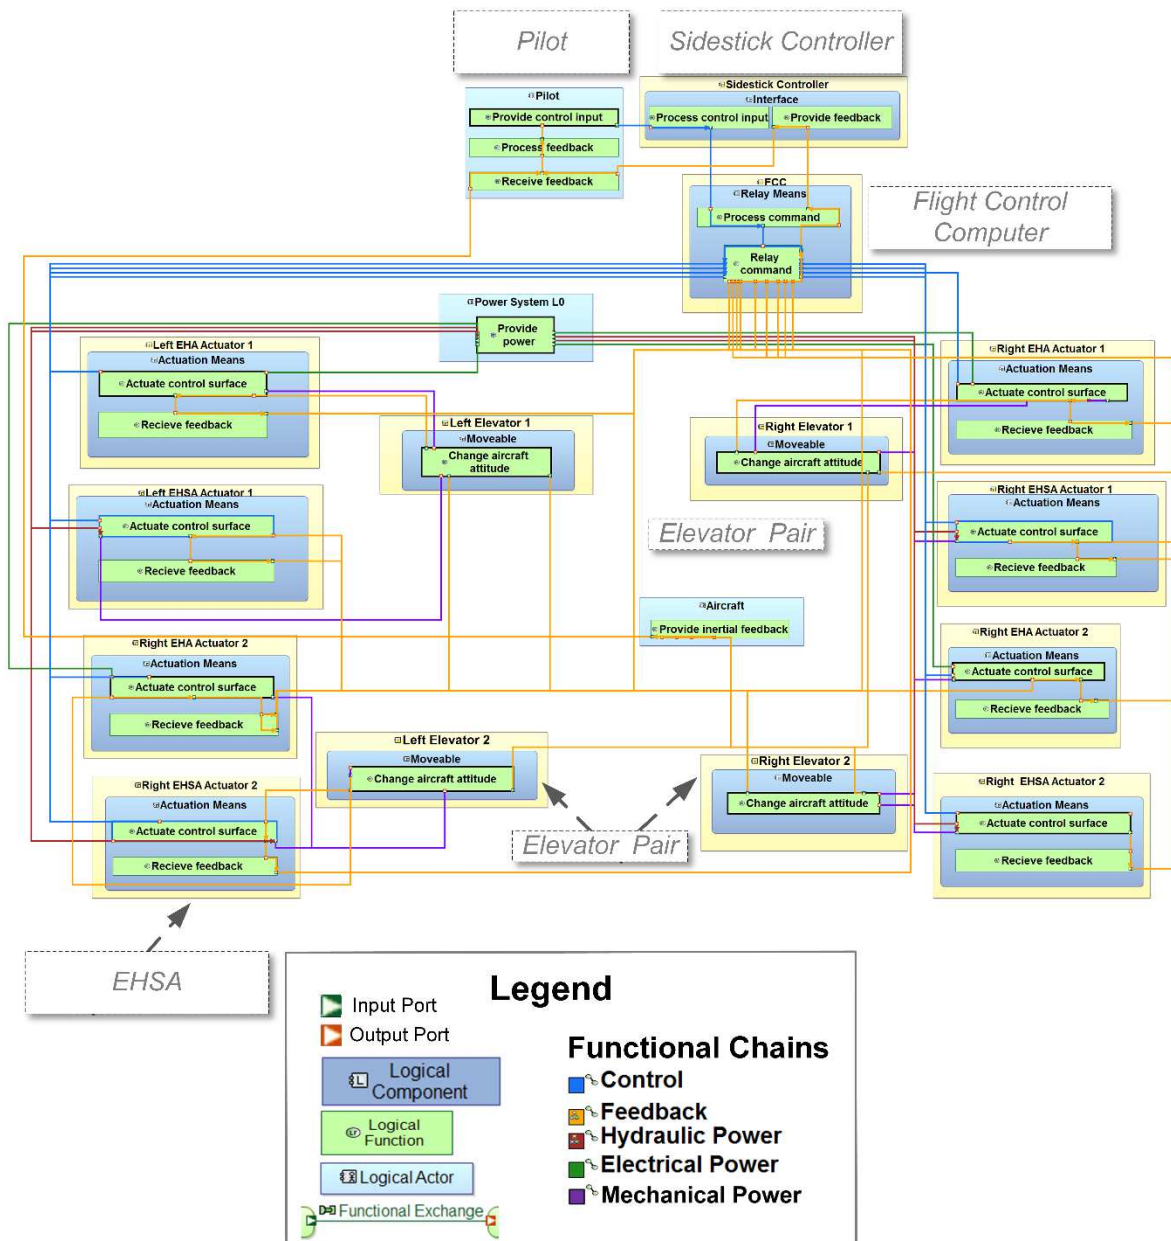 Pilot
Sidestick Controller
Sidestick Controller
Pilot
Interface
Provide control input
Process control input
Provide feedback
Process feedback
Receive feedback
FCC
Relay Means
Process command
Flight Control
Computer
Relay
command
Power System L0
Provide
power
Left EHA Actuator 1
Actuation Means
Actuate control surface
Recieve feedback
Right EHA Actuator 1
Actuation Means
Actuate control surface
Recieve feedback
Left Elevator 1
Moveable
Change aircraft
attitude
Right Elevator 1
Moveable
Change aircraft attitude
Left EHSA Actuator 1
Actuation Means
Actuate control surface
Recieve feedback
Elevator Pair
Right EHSA Actuator 1
Actuation Means
Actuate control surface
Recieve feedback
Aircraft
Provide inertial feedback
Right EHA Actuator 2
Actuation Means
Actuate control surface
Recieve feedback
Right EHA Actuator 2
Actuation Means
Actuate control surface
Recieve feedback
Left Elevator 2
Moveable
Change aircraft attitude
Right Elevator 2
Moveable
Change aircraft attitude
Right EHSA Actuator 2
Actuation Means
Actuate control surface
Recieve feedback
Elevator Pair
Right EHSA Actuator 2
Actuation Means
Actuate control surface
Recieve feedback
EHSA
Legend
Input Port
Output Port
Logical
Component
Logical
Function
Logical Actor
Functional Exchange
Functional Chains
Control
Feedback
Hydraulic Power
Electrical Power
Mechanical Power